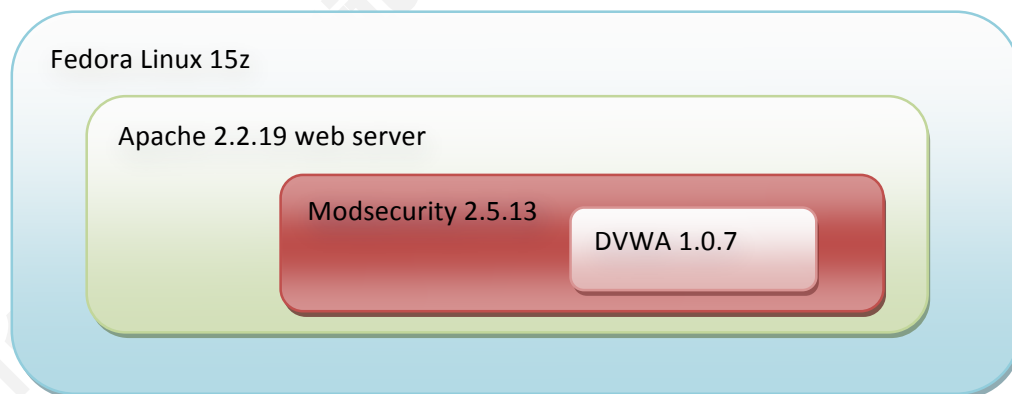 Fedora Linux 15z
Apache 2.2.19 web server
Modsecurity 2.5.13
DVWA 1.0.7